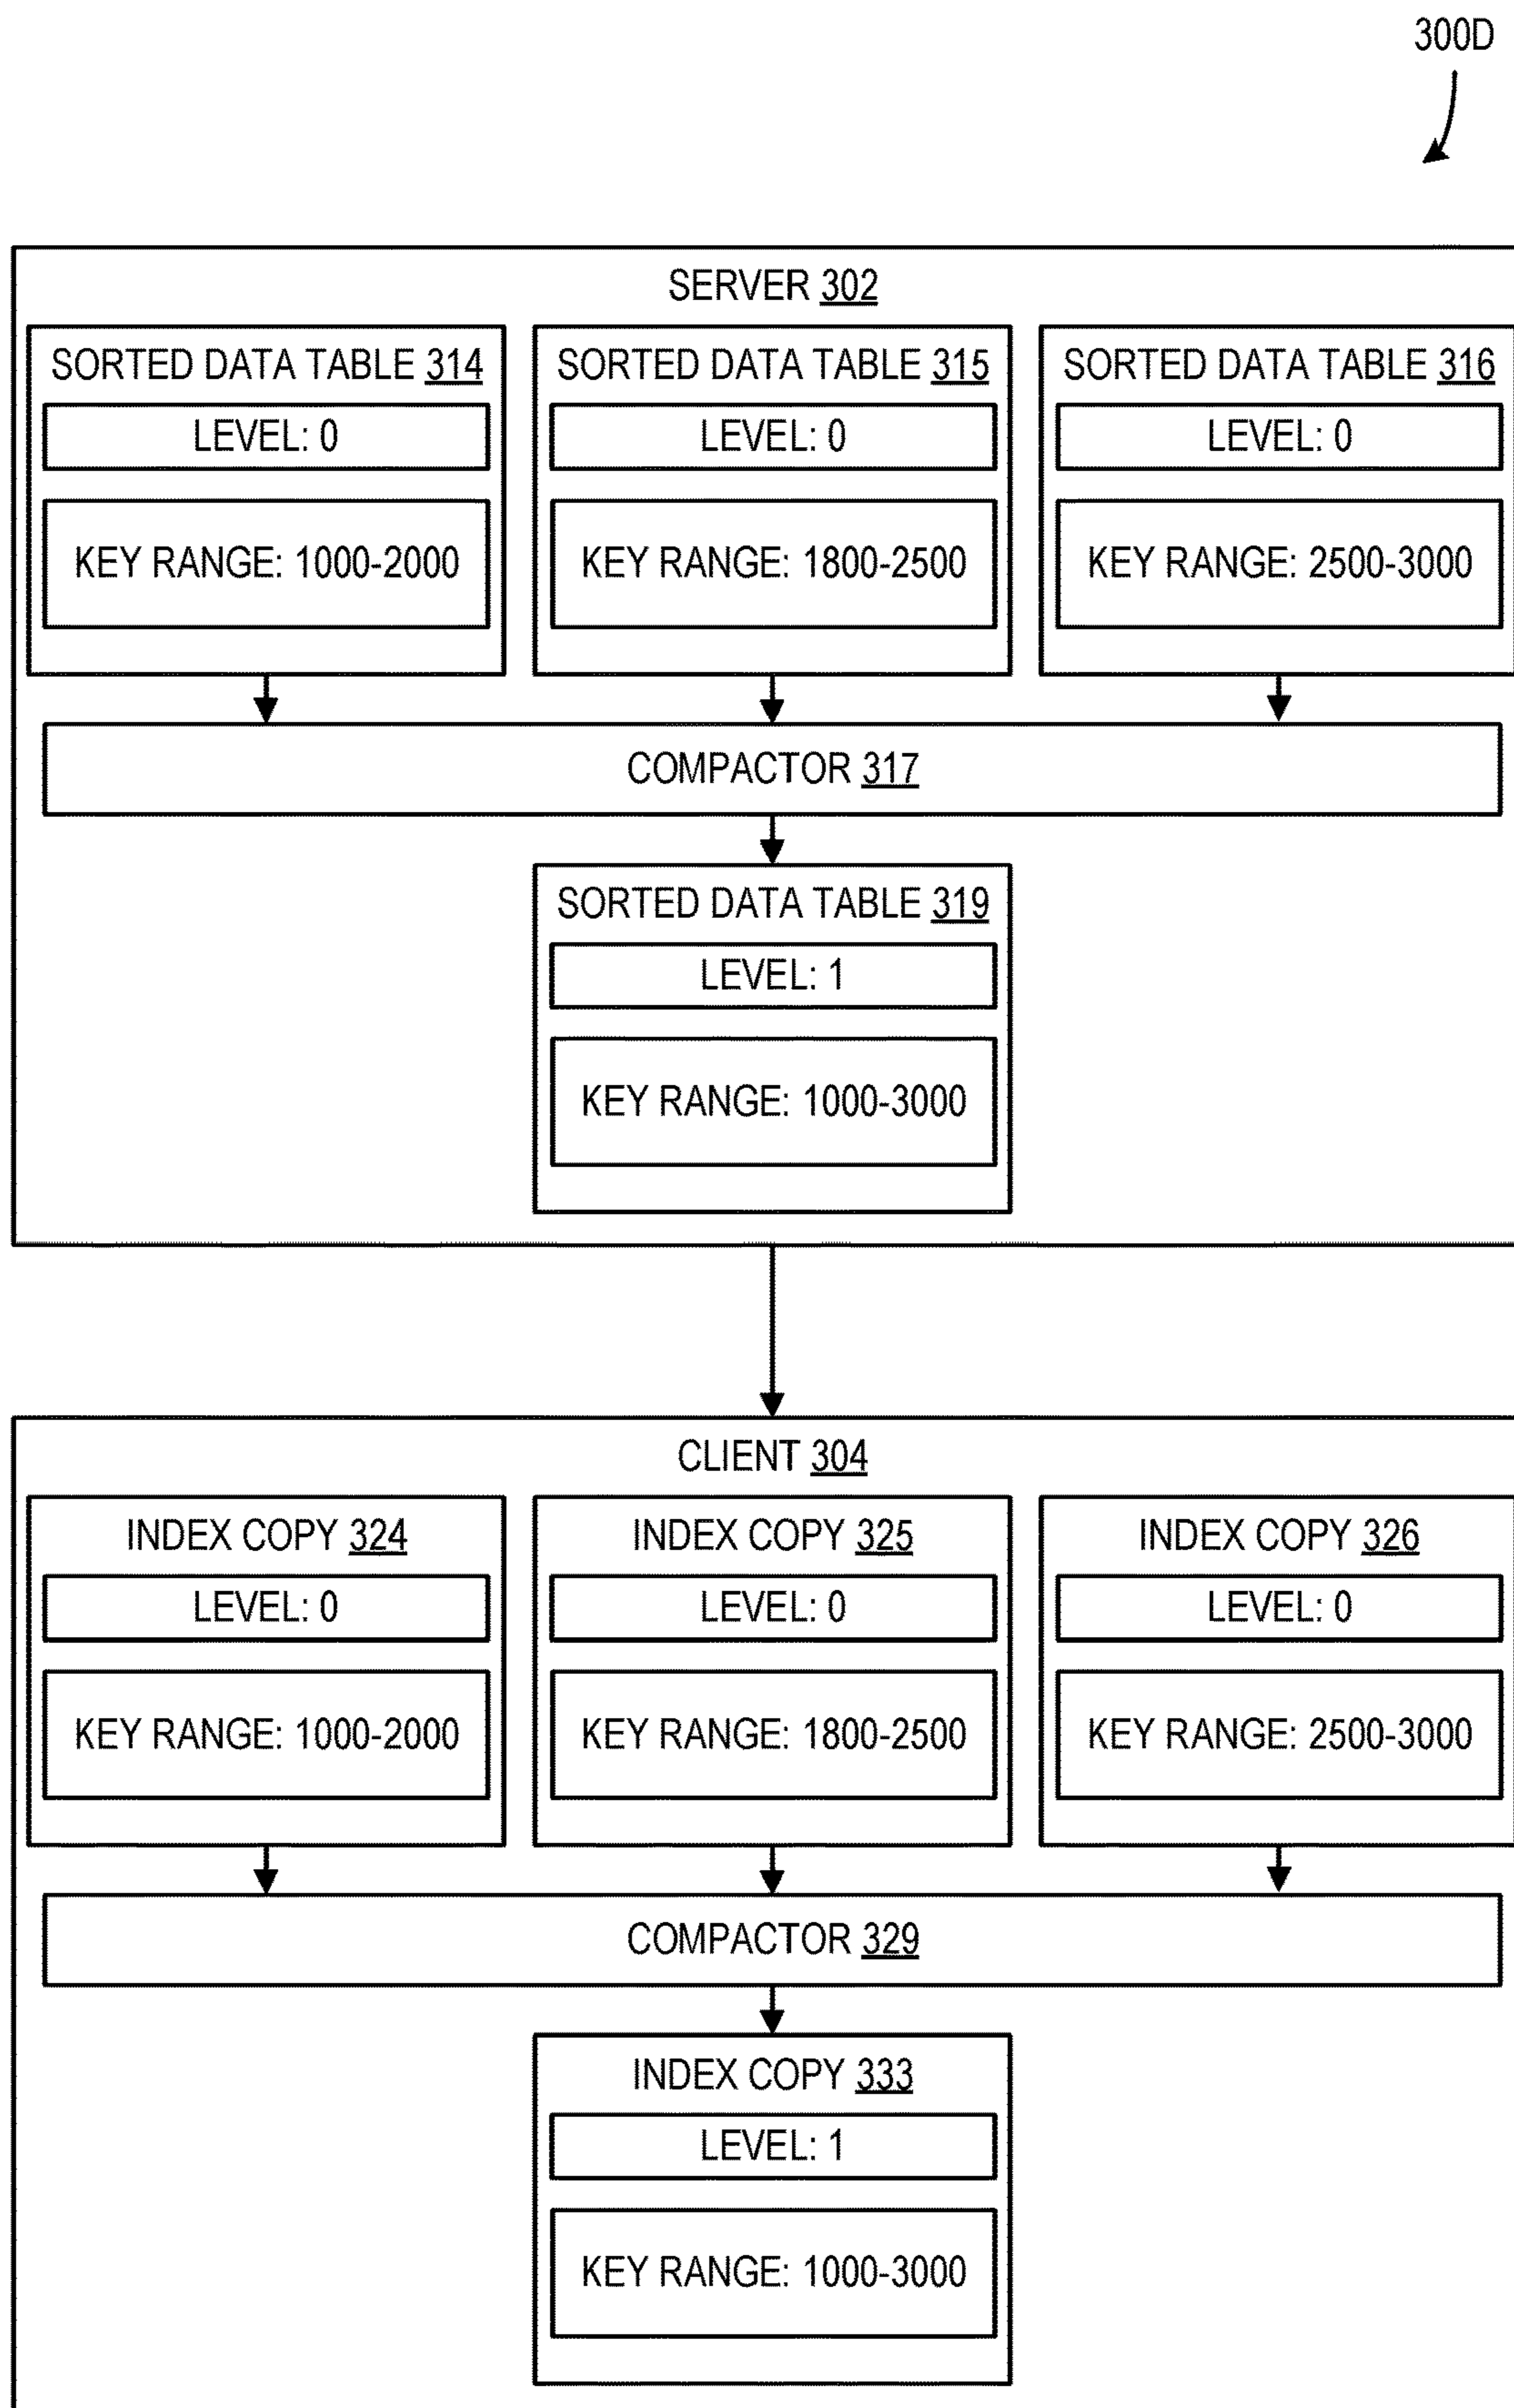 300D
SERVER 302
SORTED DATA TABLE 314
LEVEL: 0
KEY RANGE: 1000-2000
SORTED DATA TABLE 315
LEVEL: 0
KEY RANGE: 1800-2500
SORTED DATA TABLE 316
LEVEL: 0
KEY RANGE: 2500-3000
COMPACTOR 317
SORTED DATA TABLE 319
LEVEL: 1
KEY RANGE: 1000-3000
CLIENT 304
INDEX COPY 324
LEVEL: 0
KEY RANGE: 1000-2000
INDEX COPY 325
LEVEL: 0
KEY RANGE: 1800-2500
INDEX COPY 326
LEVEL: 0
KEY RANGE: 2500-3000
COMPACTOR 329
INDEX COPY 333
LEVEL: 1
KEY RANGE: 1000-3000